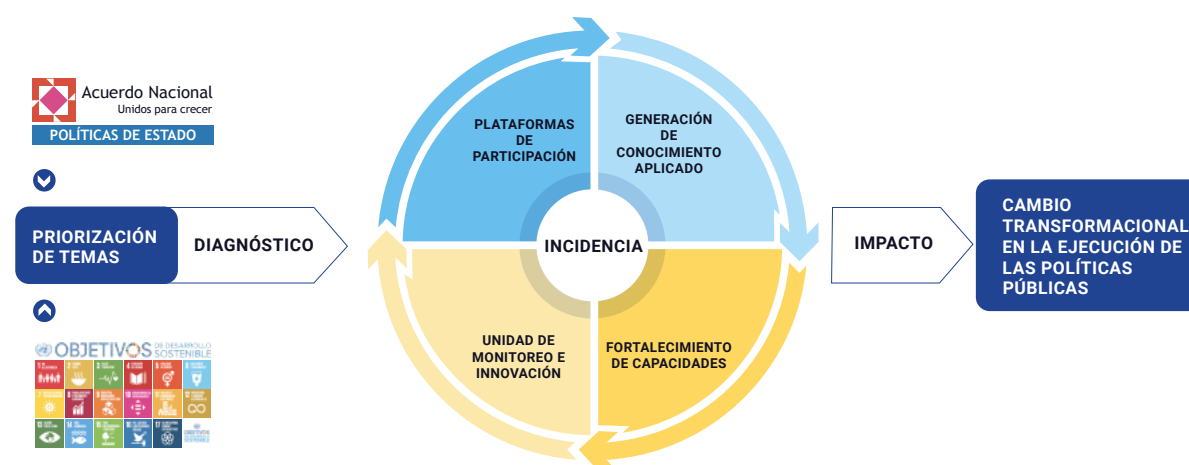 Acuerdo Nacional
Unidos para crecer
POLÍTICAS DE ESTADO
PRIORIZACIÓN
DE TEMAS
DIAGNÓSTICO
OBJETIVOS
DE DESARROLLO
SOSTENIBLE
PLATAFORMAS
DE
PARTICIPACIÓN
GENERACIÓN
DE
CONOCIMIENTO
APLICADO
INCIDENCIA
UNIDAD DE
MONITOREO E
INNOVACIÓN
FORTALECIMIENTO
DE CAPACIDADES
IMPACTO
CAMBIO
TRANSFORMACIONAL
EN LA EJECUCIÓN DE
LAS POLÍTICAS
PÚBLICAS